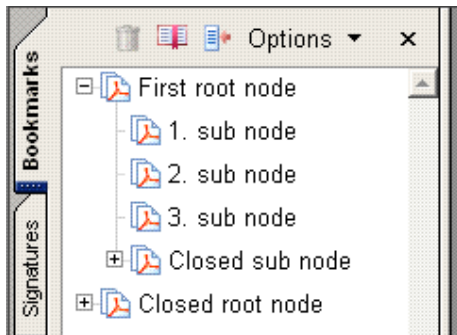 Options
Bookmarks
First root node
1. sub node
2. sub node
3. sub node
Closed sub node
Signatures
Closed root node